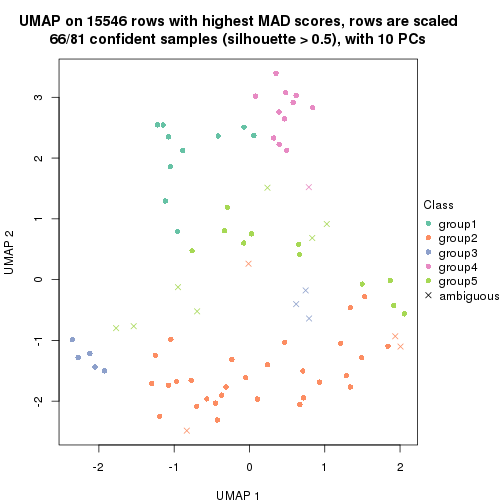 UMAP on 15546 rows with highest MAD scores, rows are scaled
66/81 confident samples (silhouette > 0.5), with 10 PCs
3
2
1
0
-1
-2
UMAP 2
-2
-1
0
1
2
UMAP 1
Class
group1
group2
group3
group4
group5
ambiguous